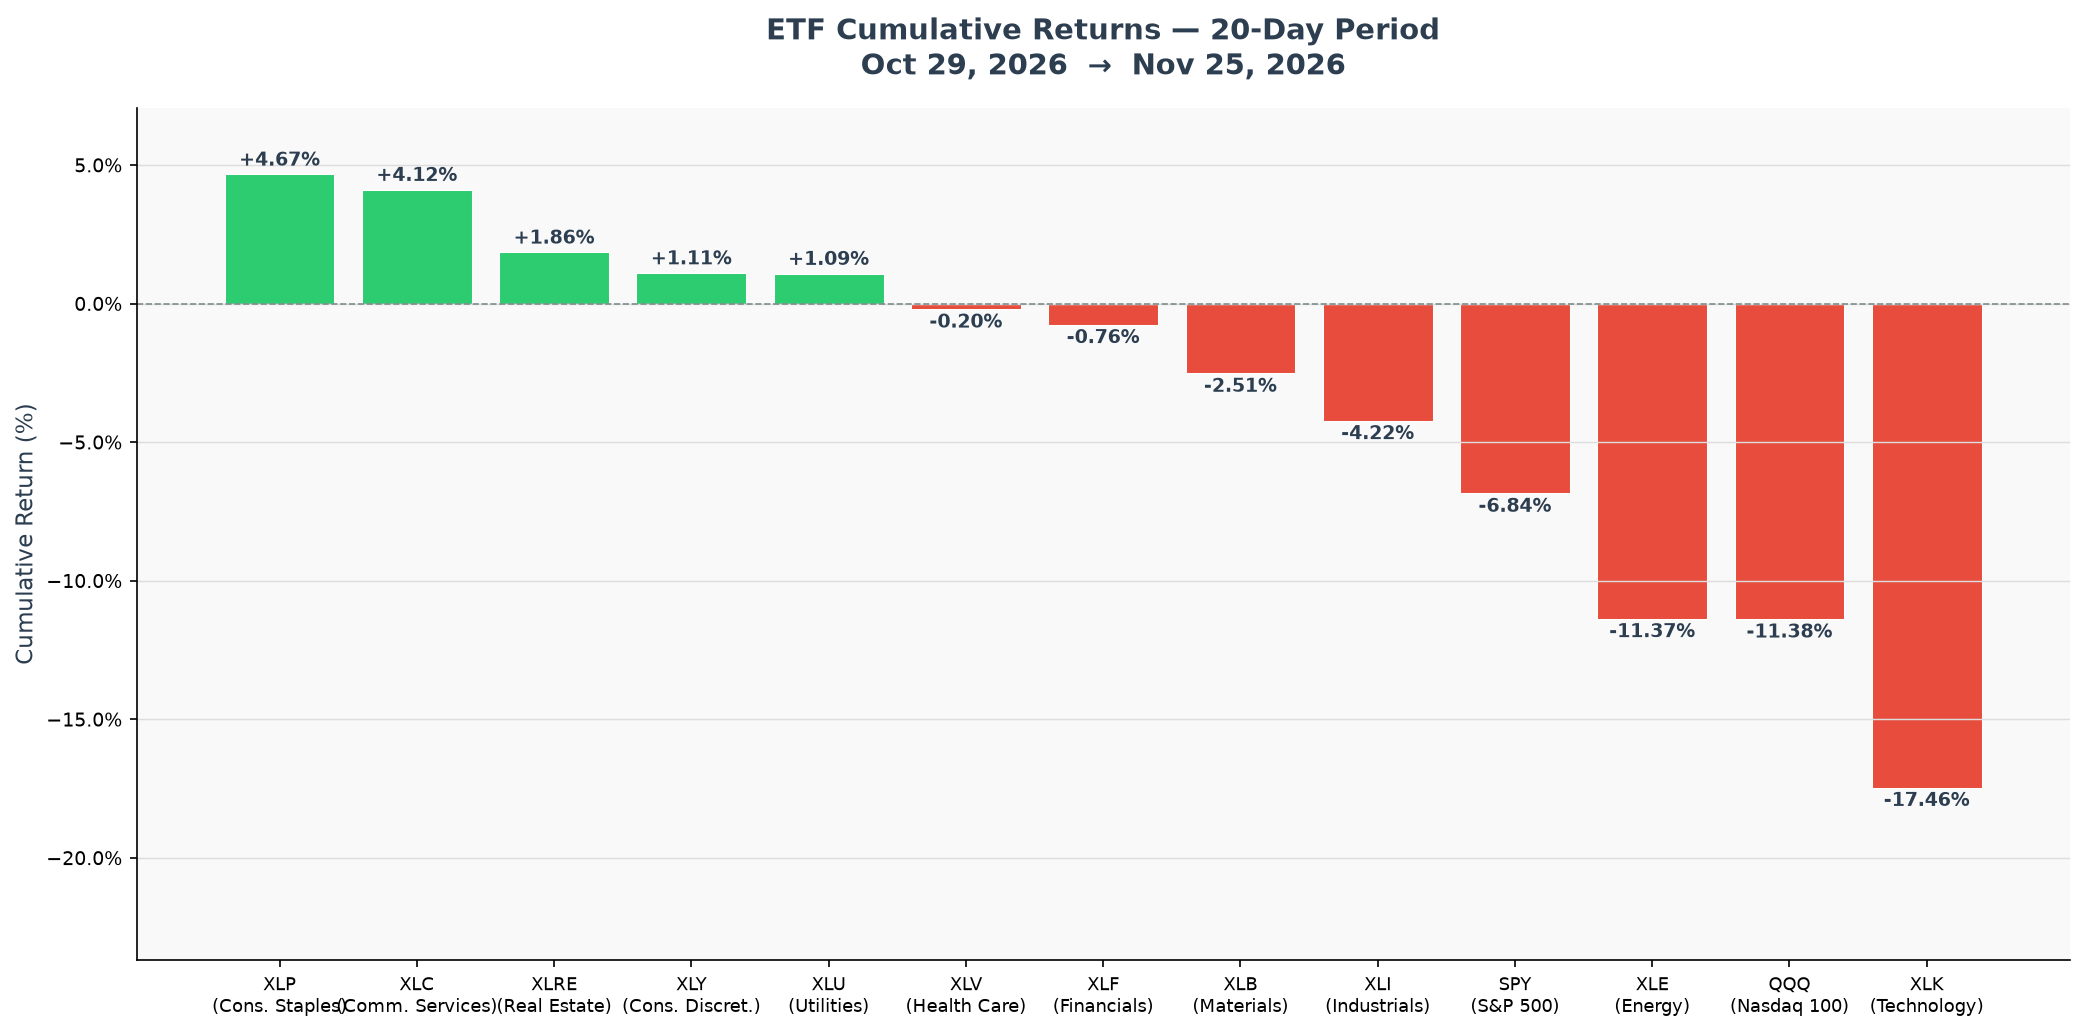 ETF Cumulative Returns — 20-Day Period
Oct 29, 2026 → Nov 25, 2026
Cumulative Return (%)
5.0%
0.0%
−5.0%
−10.0%
−15.0%
−20.0%
+4.67%
+4.12%
+1.86%
+1.11%
+1.09%
-0.20%
-0.76%
-2.51%
-4.22%
-6.84%
-11.37%
-11.38%
-17.46%
XLP
(Cons. Staples)
XLC
(Comm. Services)
XLRE
(Real Estate)
XLY
(Cons. Discret.)
XLU
(Utilities)
XLV
(Health Care)
XLF
(Financials)
XLB
(Materials)
XLI
(Industrials)
SPY
(S&P 500)
XLE
(Energy)
QQQ
(Nasdaq 100)
XLK
(Technology)